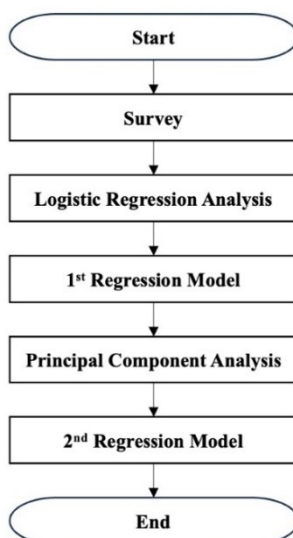 Start
Survey
Logistic Regression Analysis
1st Regression Model
Principal Component Analysis
2nd Regression Model
End